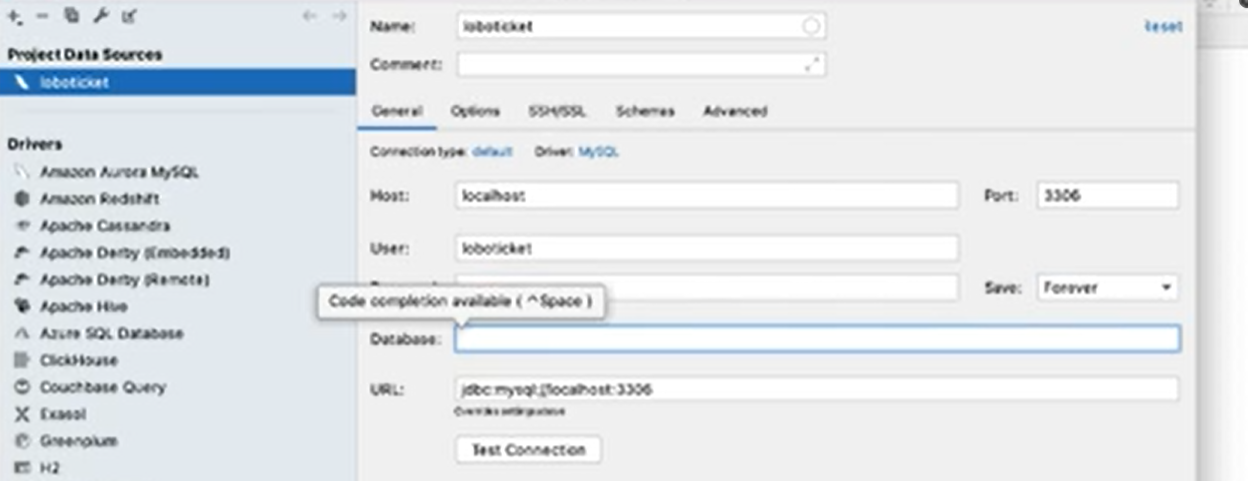 Name: loboticket Reset
Comment:
Project Data Sources
loboticket
General Options SSH/SSL Schemas Advanced
Connection type: default Driver: MySQL
Host: localhost Port: 3306
User: loboticket
Save: Forever
Code completion available ( ^Space )
Database:
URL: jdbc:mysql://localhost:3306
Overrides settings above
Test Connection
Drivers
Amazon Aurora MySQL
Amazon Redshift
Apache Cassandra
Apache Derby (Embedded)
Apache Derby (Remote)
Apache Hive
Azure SQL Database
ClickHouse
Couchbase Query
Exasol
Greenplum
H2